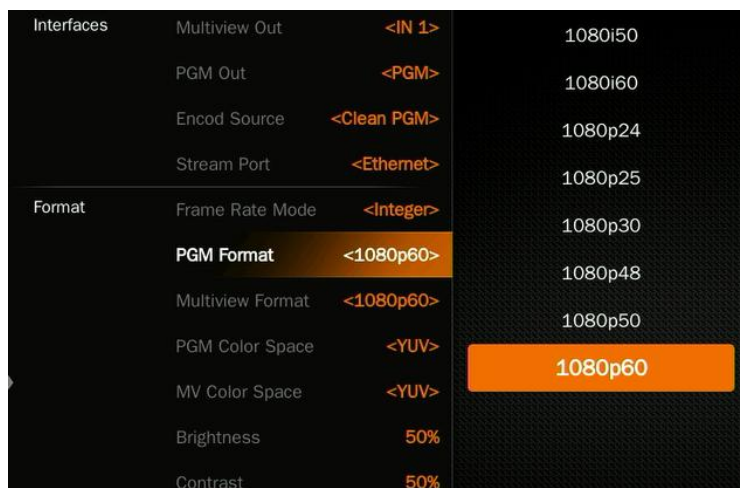 Interfaces
Multiview Out <IN 1>
PGM Out <PGM>
Encod Source <Clean PGM>
Stream Port <Ethernet>
Format
Frame Rate Mode <Integer>
PGM Format <1080p60>
Multiview Format <1080p60>
PGM Color Space <YUV>
MV Color Space <YUV>
Brightness 50%
Contrast 50%
1080i50
1080i60
1080p24
1080p25
1080p30
1080p48
1080p50
1080p60